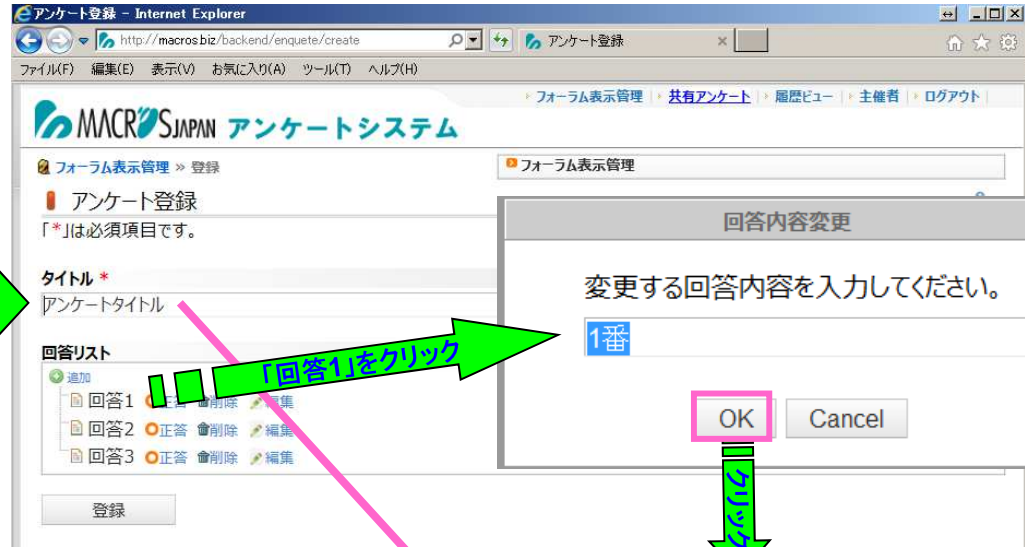 アンケート登録 - Internet Explorer
http://macros.biz/backend/enquete/create
アンケート登録
ファイル(F) 編集(E) 表示(V) お気に入り(A) ツール(T) ヘルプ(H)
フォーラム表示管理 共有アンケート 履歴ビュー 主催者 ログアウト
MACROSJAPAN アンケートシステム
フォーラム表示管理 » 登録
フォーラム表示管理
アンケート登録
「*」は必須項目です。
回答内容変更
変更する回答内容を入力してください。
1番
OK Cancel
タイトル *
アンケートタイトル
回答リスト
「回答1」をクリック
追加
回答1 正答 削除 編集
回答2 正答 削除 編集
回答3 正答 削除 編集
クリック
登録